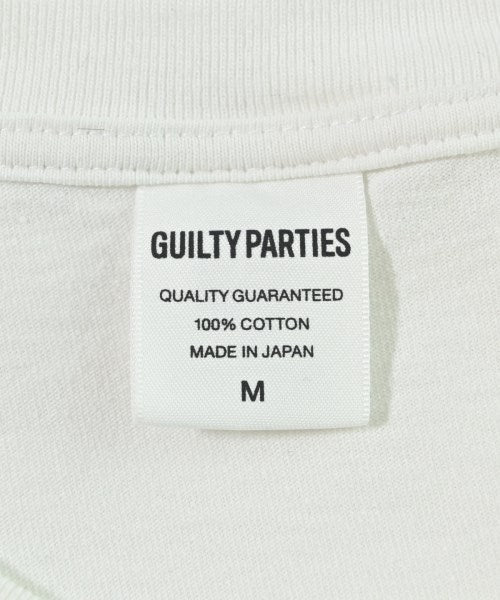 GUILTY PARTIES
QUALITY GUARANTEED
100% COTTON
MADE IN JAPAN
M